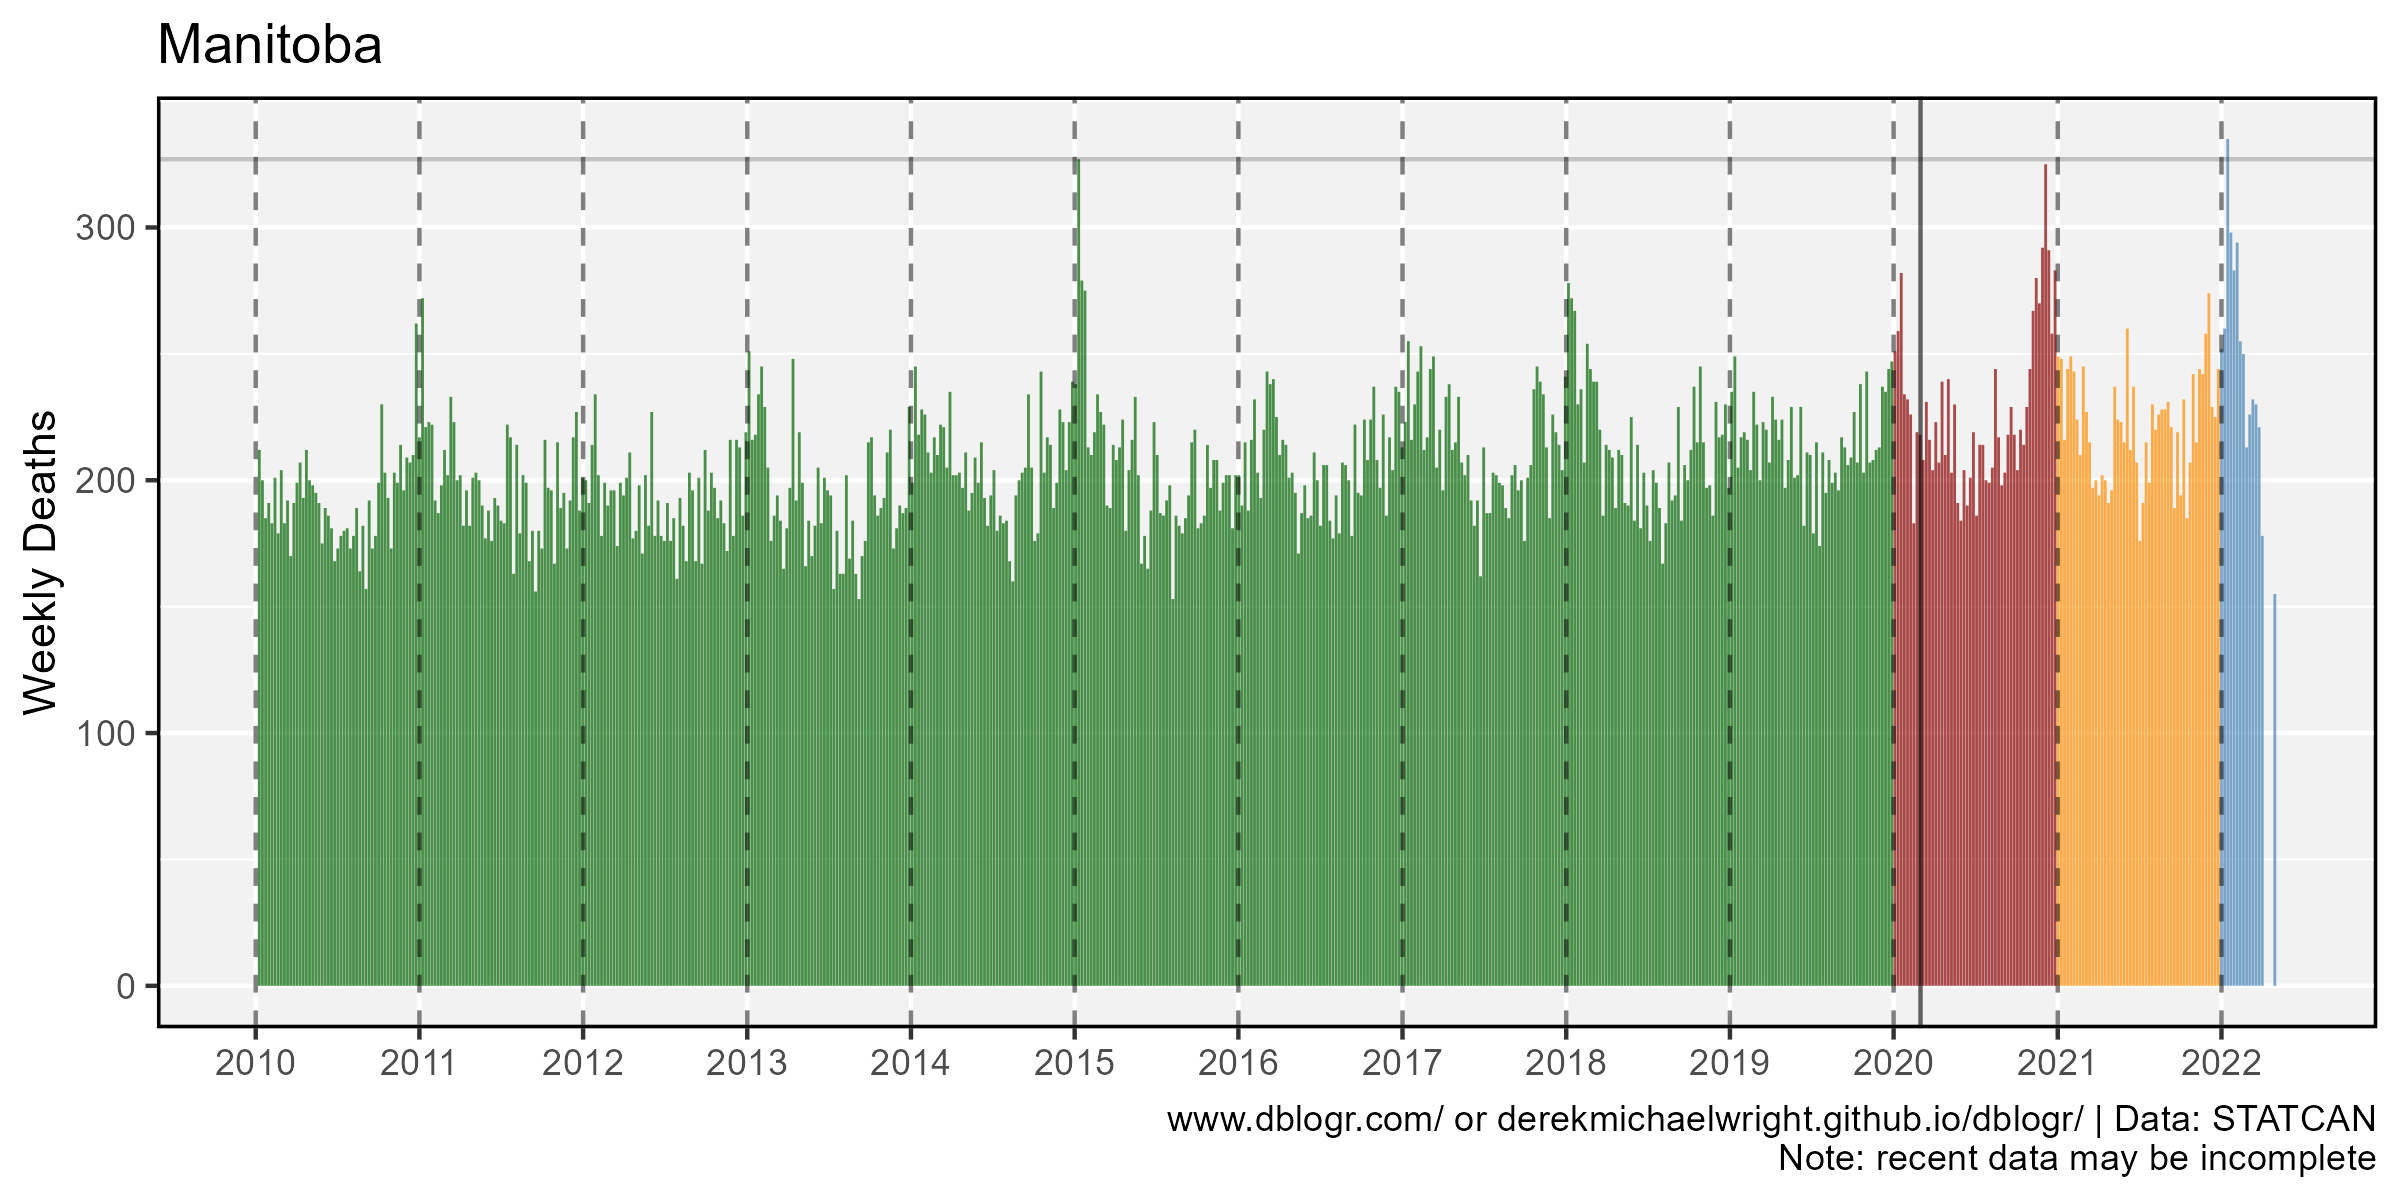 Manitoba
Weekly Deaths
300
200
100
0
2010 2011 2012 2013 2014 2015 2016 2017 2018 2019 2020 2021 2022
www.dblogr.com/ or derekmichaelwright.github.io/dblogr/ | Data: STATCAN
Note: recent data may be incomplete